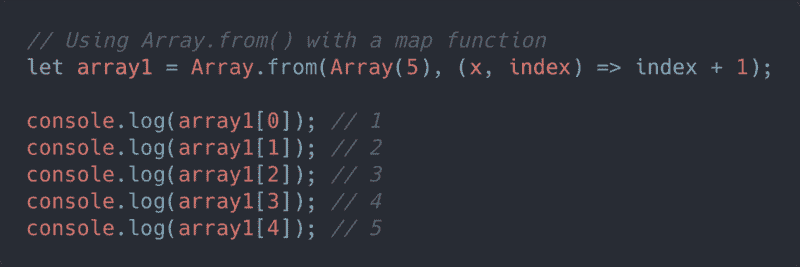 // Using Array.from() with a map function
let array1 = Array.from(Array(5), (x, index) => index + 1);
console.log(array1[0]); // 1
console.log(array1[1]); // 2
console.log(array1[2]); // 3
console.log(array1[3]); // 4
console.log(array1[4]); // 5